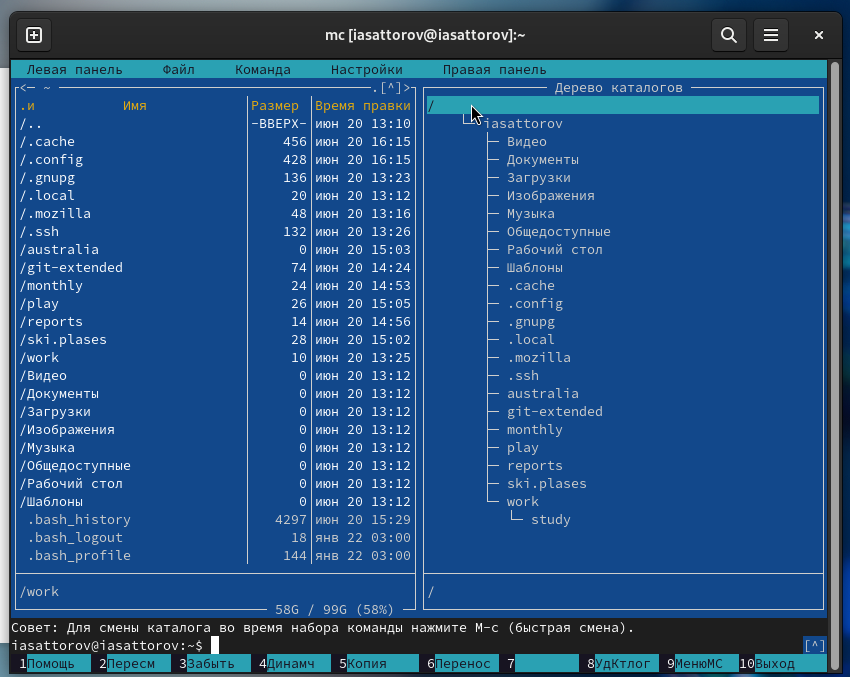 mc [iasattorov@iasattorov]:~
Левая панель Файл Команда Настройки Правая панель
<─ ~ .[^]>
.и Имя Размер Время правки
/.. -ВВЕРХ- июн 20 13:10
/.cache 456 июн 20 16:15
/.config 428 июн 20 16:15
/.gnupg 136 июн 20 13:23
/.local 20 июн 20 13:12
/.mozilla 48 июн 20 13:16
/.ssh 132 июн 20 13:26
/australia 0 июн 20 15:03
/git-extended 74 июн 20 14:24
/monthly 24 июн 20 14:53
/play 26 июн 20 15:05
/reports 14 июн 20 14:56
/ski.plases 28 июн 20 15:02
/work 10 июн 20 13:25
/Видео 0 июн 20 13:12
/Документы 0 июн 20 13:12
/Загрузки 0 июн 20 13:12
/Изображения 0 июн 20 13:12
/Музыка 0 июн 20 13:12
/Общедоступные 0 июн 20 13:12
/Рабочий стол 0 июн 20 13:12
/Шаблоны 0 июн 20 13:12
.bash_history 4297 июн 20 15:29
.bash_logout 18 янв 22 03:00
.bash_profile 144 янв 22 03:00
/work
58G / 99G (58%)
Дерево каталогов
/
iasattorov
Видео
Документы
Загрузки
Изображения
Музыка
Общедоступные
Рабочий стол
Шаблоны
.cache
.config
.gnupg
.local
.mozilla
.ssh
australia
git-extended
monthly
play
reports
ski.plases
work
study
/
Совет: Для смены каталога во время набора команды нажмите M-c (быстрая смена).
iasattorov@iasattorov:~$ [^]
1Помощь 2Пересм 3Забыть 4Динамч 5Копия 6Перенос 7 8УдКтлог 9МенюMC 10Выход